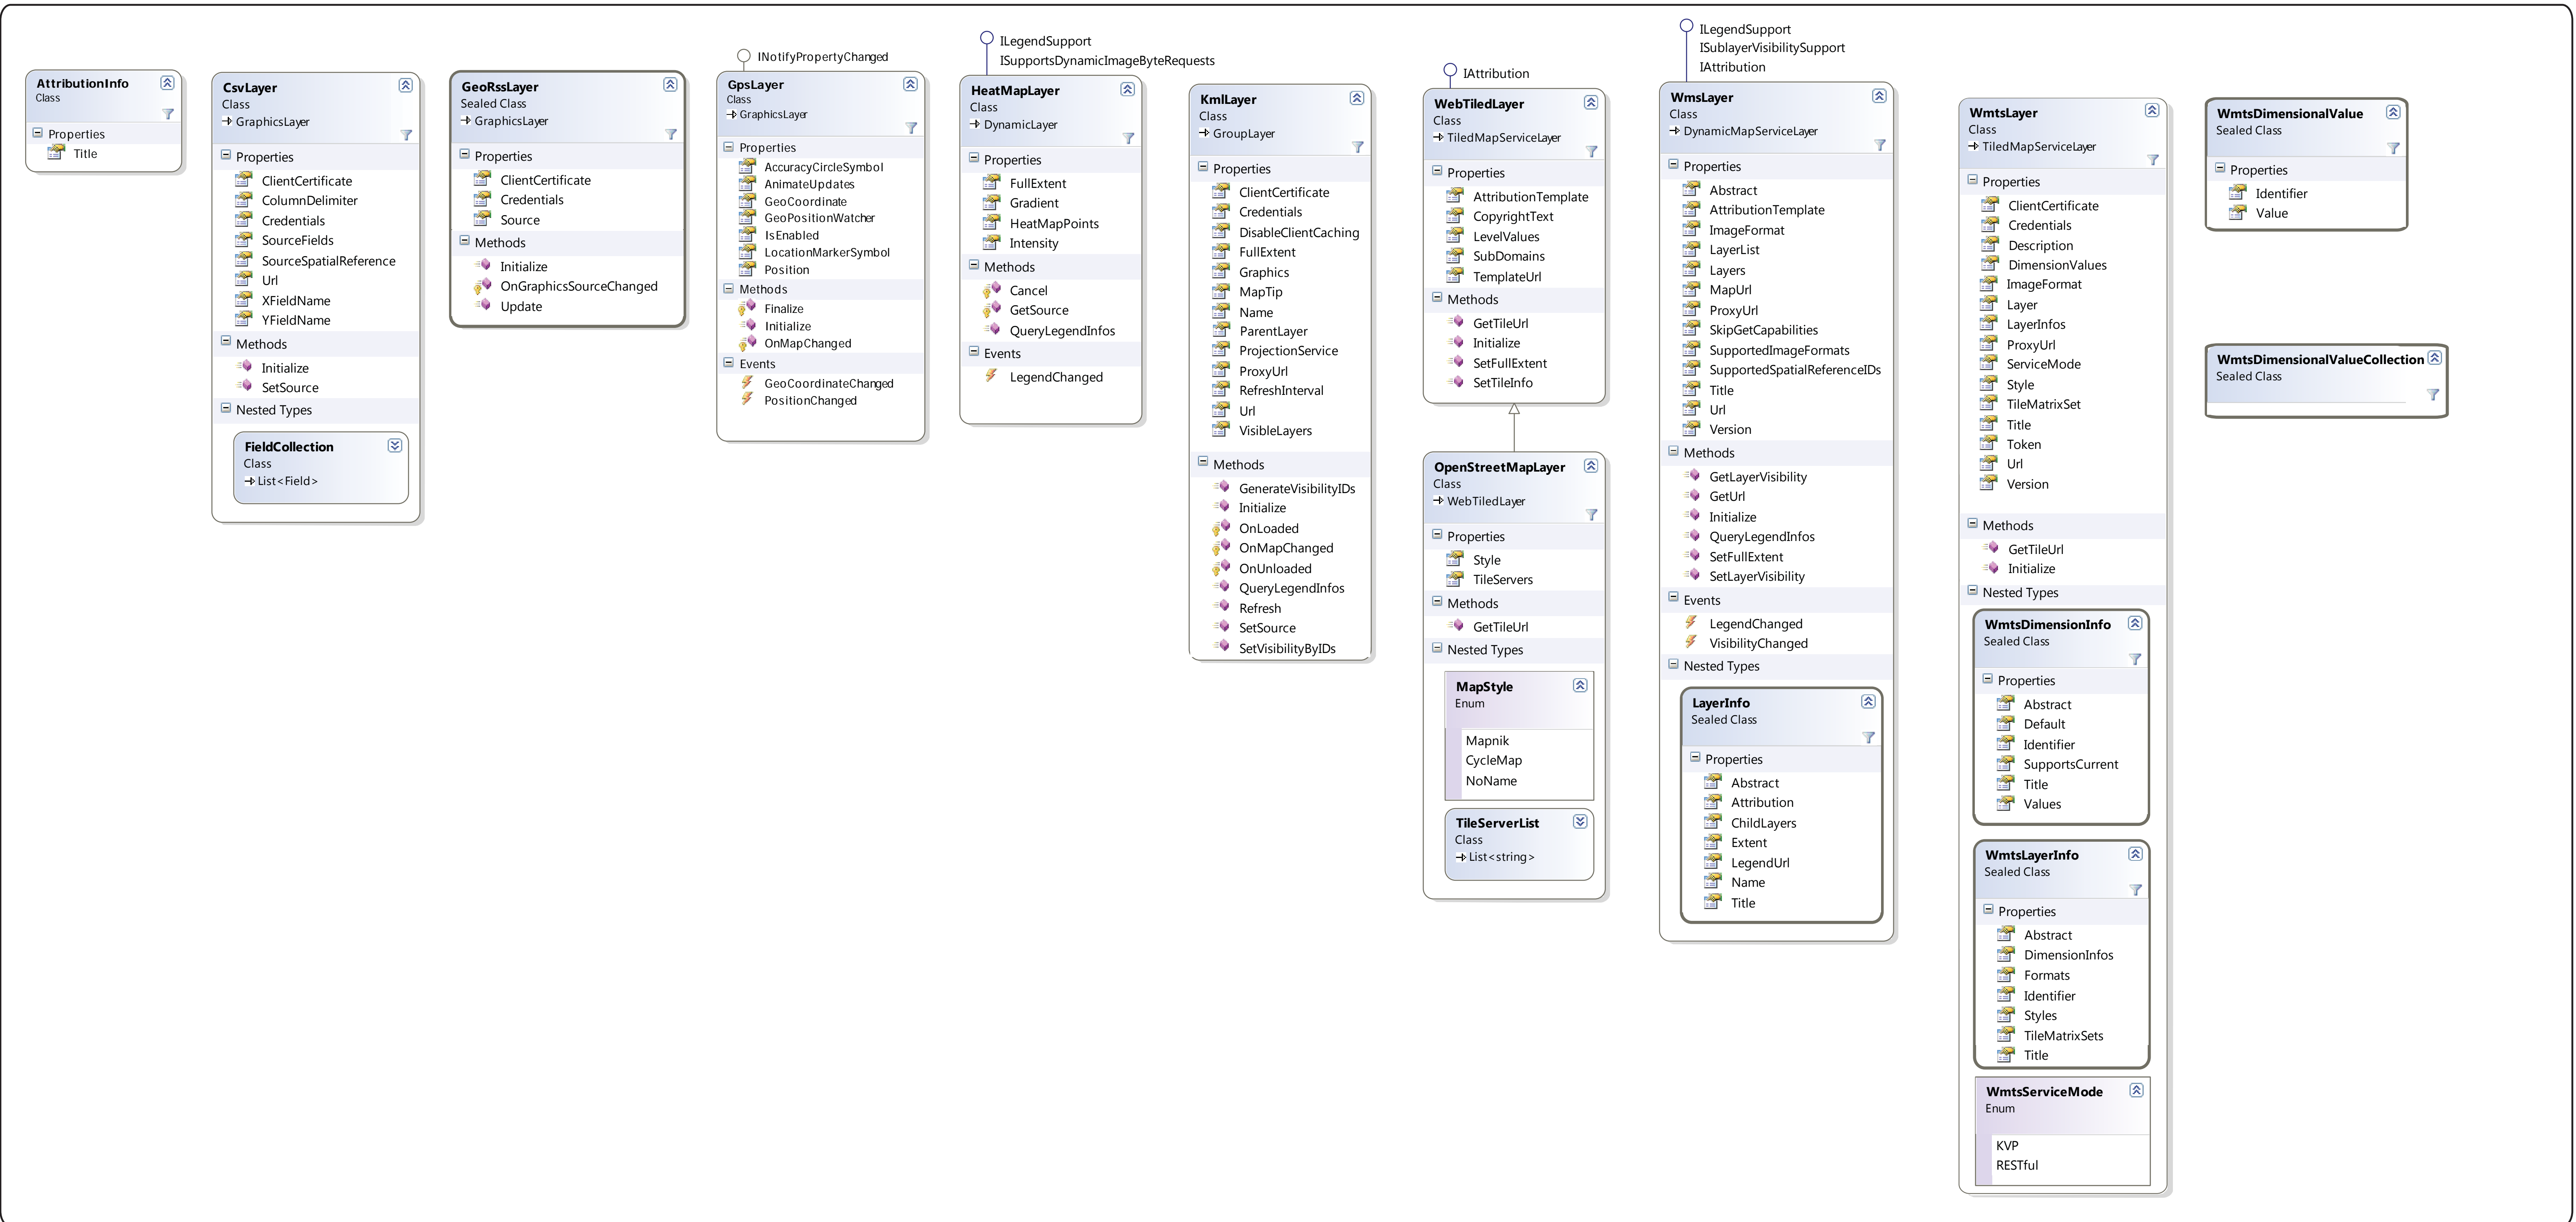 AttributionInfo
Class
Properties
Title
CsvLayer
Class
GraphicsLayer
Properties
ClientCertificate
ColumnDelimiter
Credentials
SourceFields
SourceSpatialReference
Url
XFieldName
YFieldName
Methods
Initialize
SetSource
Nested Types
FieldCollection
Class
List<Field>
GeoRssLayer
Sealed Class
GraphicsLayer
Properties
ClientCertificate
Credentials
Source
Methods
Initialize
OnGraphicsSourceChanged
Update
INotifyPropertyChanged
GpsLayer
Class
GraphicsLayer
Properties
AccuracyCircleSymbol
AnimateUpdates
GeoCoordinate
GeoPositionWatcher
IsEnabled
LocationMarkerSymbol
Position
Methods
Finalize
Initialize
OnMapChanged
Events
GeoCoordinateChanged
PositionChanged
ILegendSupport
ISupportsDynamicImageByteRequests
HeatMapLayer
Class
DynamicLayer
Properties
FullExtent
Gradient
HeatMapPoints
Intensity
Methods
Cancel
GetSource
QueryLegendInfos
Events
LegendChanged
KmlLayer
Class
GroupLayer
Properties
ClientCertificate
Credentials
DisableClientCaching
FullExtent
Graphics
MapTip
Name
ParentLayer
ProjectionService
ProxyUrl
RefreshInterval
Url
VisibleLayers
Methods
GenerateVisibilityIDs
Initialize
OnLoaded
OnMapChanged
OnUnloaded
QueryLegendInfos
Refresh
SetSource
SetVisibilityByIDs
IAttribution
WebTiledLayer
Class
TiledMapServiceLayer
Properties
AttributionTemplate
CopyrightText
LevelValues
SubDomains
TemplateUrl
Methods
GetTileUrl
Initialize
SetFullExtent
SetTileInfo
OpenStreetMapLayer
Class
WebTiledLayer
Properties
Style
TileServers
Methods
GetTileUrl
Nested Types
MapStyle
Enum
Mapnik
CycleMap
NoName
TileServerList
Class
List<string>
ILegendSupport
ISublayerVisibilitySupport
IAttribution
WmsLayer
Class
DynamicMapServiceLayer
Properties
Abstract
AttributionTemplate
ImageFormat
LayerList
Layers
MapUrl
ProxyUrl
SkipGetCapabilities
SupportedImageFormats
SupportedSpatialReferenceIDs
Title
Url
Version
Methods
GetLayerVisibility
GetUrl
Initialize
QueryLegendInfos
SetFullExtent
SetLayerVisibility
Events
LegendChanged
VisibilityChanged
Nested Types
LayerInfo
Sealed Class
Properties
Abstract
Attribution
ChildLayers
Extent
LegendUrl
Name
Title
WmtsLayer
Class
TiledMapServiceLayer
Properties
ClientCertificate
Credentials
Description
DimensionValues
ImageFormat
Layer
LayerInfos
ProxyUrl
ServiceMode
Style
TileMatrixSet
Title
Token
Url
Version
Methods
GetTileUrl
Initialize
Nested Types
WmtsDimensionInfo
Sealed Class
Properties
Abstract
Default
Identifier
SupportsCurrent
Title
Values
WmtsLayerInfo
Sealed Class
Properties
Abstract
DimensionInfos
Formats
Identifier
Styles
TileMatrixSets
Title
WmtsServiceMode
Enum
KVP
RESTful
WmtsDimensionalValue
Sealed Class
Properties
Identifier
Value
WmtsDimensionalValueCollection
Sealed Class